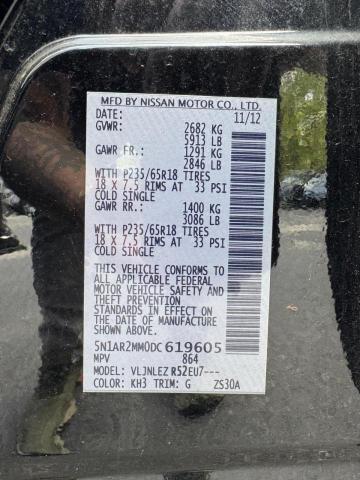 MFD BY NISSAN MOTOR CO., LTD.
DATE: 11/12
GVWR: 2682 KG
5913 LB
GAWR FR.: 1291 KG
2846 LB
WITH P235/65R18 TIRES
18 X 7.5 RIMS AT 33 PSI
COLD SINGLE
GAWR RR.: 1400 KG
3086 LB
WITH P235/65R18 TIRES
18 X 7.5 RIMS AT 33 PSI
COLD SINGLE
THIS VEHICLE CONFORMS TO
ALL APPLICABLE FEDERAL
MOTOR VEHICLE SAFETY
AND THEFT PREVENTION
STANDARDS IN EFFECT ON
THE DATE OF MANUFACTURE
5N1AR2MM0DC619605
MPV 864
MODEL: VLJNLEZ R52EU7---
COLOR: KH3 TRIM: G ZS30A